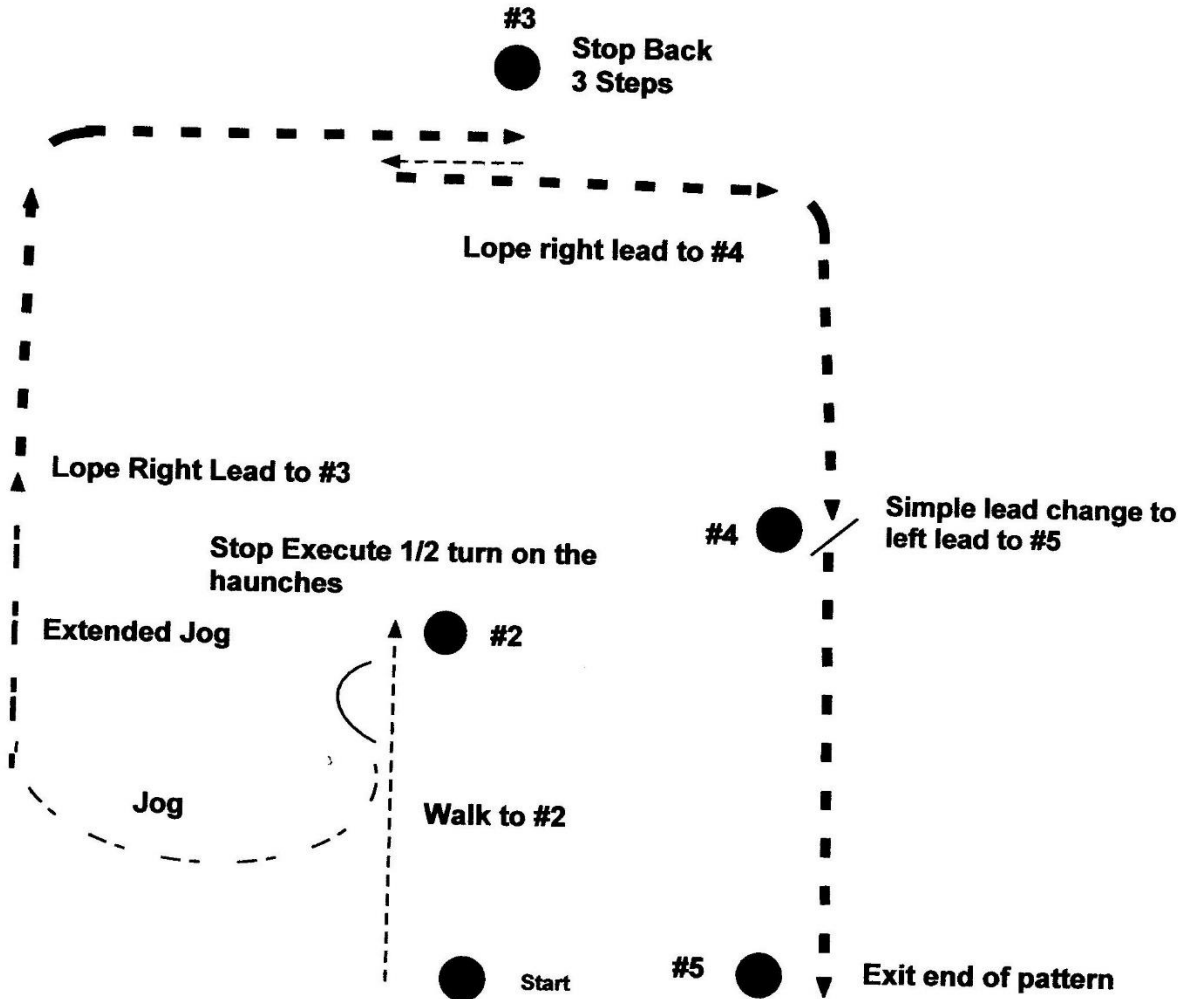 #3
Stop Back
3 Steps
Lope right lead to #4
Lope Right Lead to #3
#4
Simple lead change to
left lead to #5
Stop Execute 1/2 turn on the
haunches
Extended Jog
#2
Jog
Walk to #2
Start
#5
Exit end of pattern